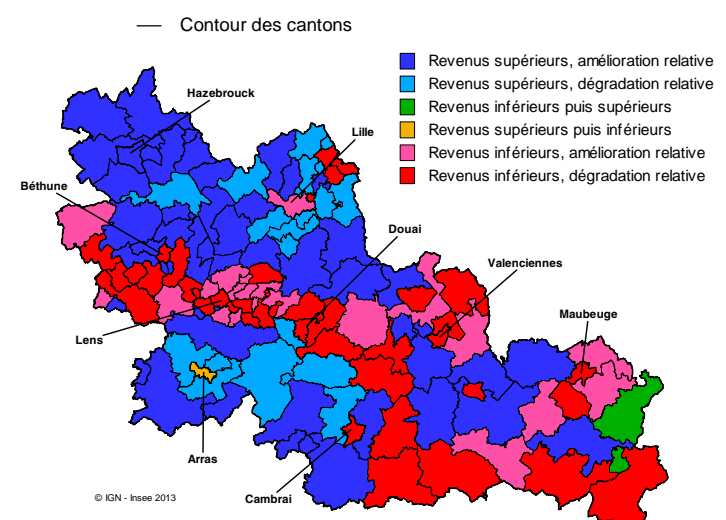 Contour des cantons
Revenus supérieurs, amélioration relative
Revenus supérieurs, dégradation relative
Revenus inférieurs puis supérieurs
Revenus supérieurs puis inférieurs
Revenus inférieurs, amélioration relative
Revenus inférieurs, dégradation relative
Hazebrouck
Lille
Béthune
Douai
Valenciennes
Maubeuge
Lens
Arras
Cambrai
© IGN - Insee 2013